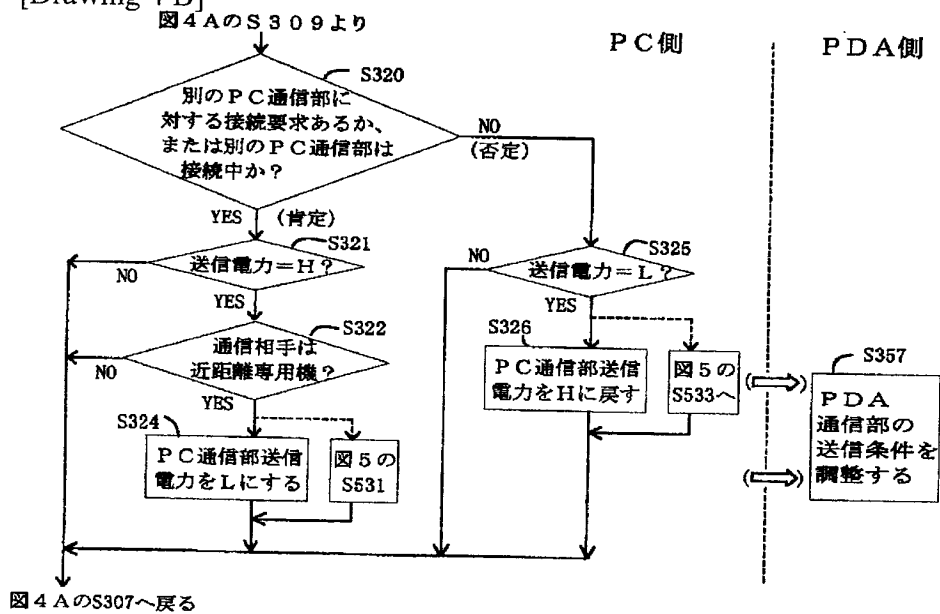 [Drawing 4B]
図4AのS309より
PC側
PDA側
S320
別のPC通信部に
対する接続要求あるか、
または別のPC通信部は
接続中か?
NO
(否定)
YES (肯定)
S321
送信電力=H?
NO
YES
S322
通信相手は
近距離専用機?
NO
YES
S324
PC通信部送信
電力をLにする
図5の
S531
S325
送信電力=L?
NO
YES
S326
PC通信部送信
電力をHに戻す
図5の
S533へ
S357
PDA
通信部の
送信条件を
調整する
図4AのS307へ戻る